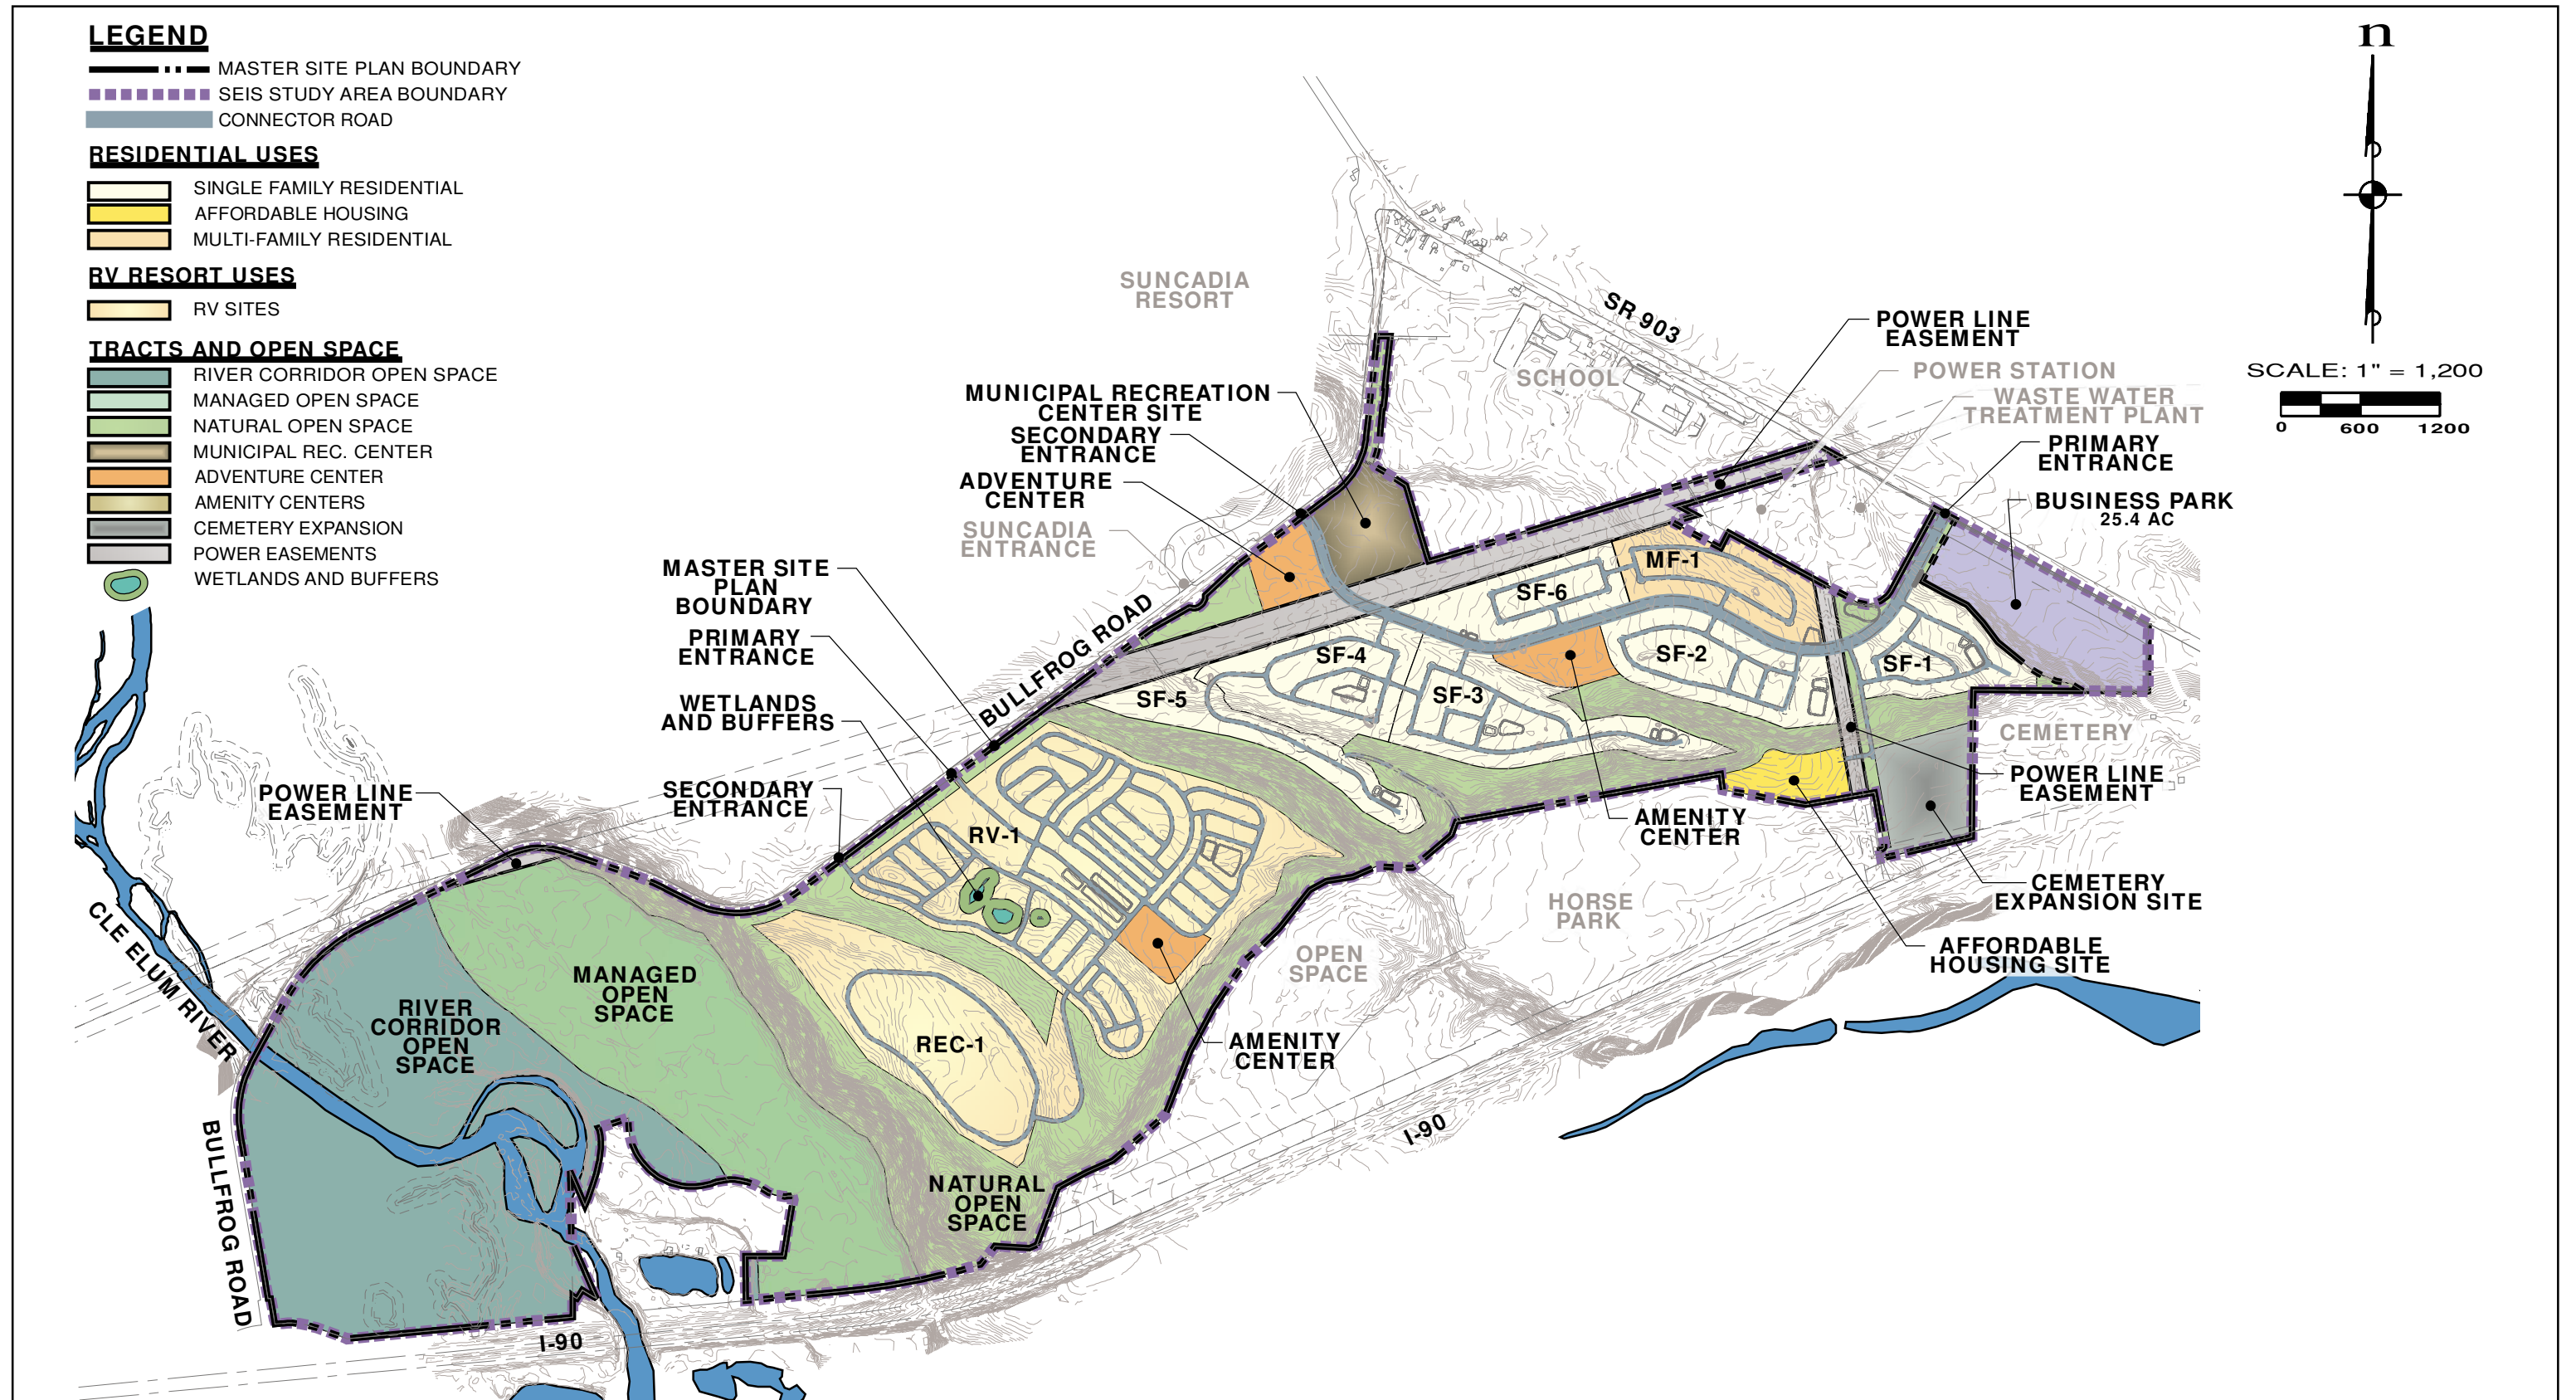 LEGEND
MASTER SITE PLAN BOUNDARY
SEIS STUDY AREA BOUNDARY
CONNECTOR ROAD
RESIDENTIAL USES
SINGLE FAMILY RESIDENTIAL
AFFORDABLE HOUSING
MULTI-FAMILY RESIDENTIAL
RV RESORT USES
RV SITES
TRACTS AND OPEN SPACE
RIVER CORRIDOR OPEN SPACE
MANAGED OPEN SPACE
NATURAL OPEN SPACE
MUNICIPAL REC. CENTER
ADVENTURE CENTER
AMENITY CENTERS
CEMETERY EXPANSION
POWER EASEMENTS
WETLANDS AND BUFFERS
n
SCALE: 1" = 1,200
0 600 1200
SUNCADIA
RESORT
SR 903
SCHOOL
POWER LINE
EASEMENT
POWER STATION
WASTE WATER
TREATMENT PLANT
PRIMARY
ENTRANCE
BUSINESS PARK
25.4 AC
MUNICIPAL RECREATION
CENTER SITE
SECONDARY
ENTRANCE
ADVENTURE
CENTER
SUNCADIA
ENTRANCE
MASTER SITE
PLAN
BOUNDARY
PRIMARY
ENTRANCE
WETLANDS
AND BUFFERS
SECONDARY
ENTRANCE
POWER LINE
EASEMENT
BULLFROG ROAD
MF-1
SF-6
SF-4
SF-2
SF-1
SF-5
SF-3
CEMETERY
POWER LINE
EASEMENT
AMENITY
CENTER
CEMETERY
EXPANSION SITE
AFFORDABLE
HOUSING SITE
HORSE
PARK
OPEN
SPACE
RV-1
AMENITY
CENTER
REC-1
MANAGED
OPEN
SPACE
RIVER
CORRIDOR
OPEN
SPACE
CLE ELUM RIVER
BULLFROG ROAD
NATURAL
OPEN
SPACE
I-90
I-90